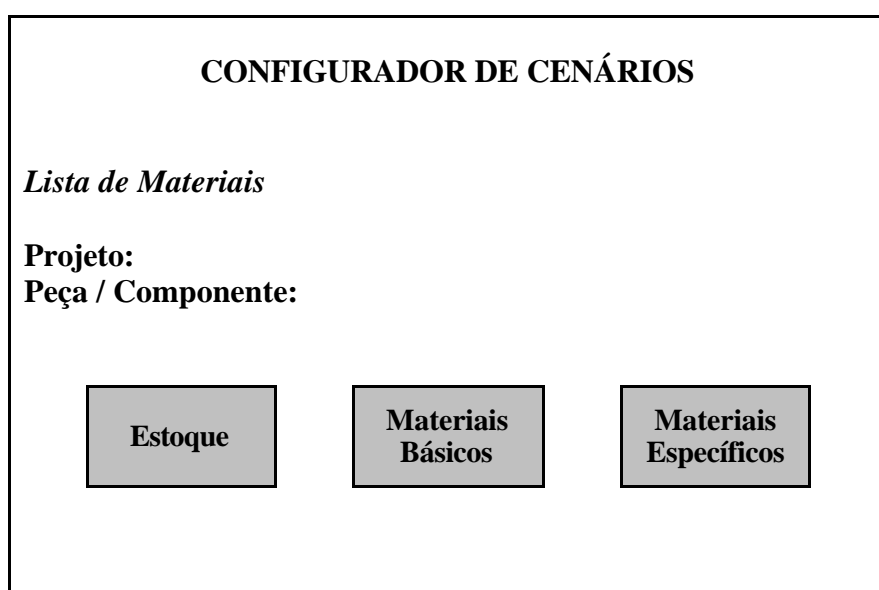 CONFIGURADOR DE CENÁRIOS
Lista de Materiais
Projeto:
Peça / Componente:
Estoque
Materiais
Básicos
Materiais
Específicos